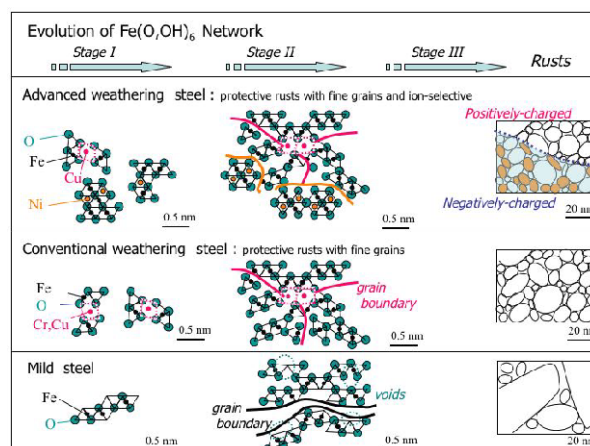 Evolution of Fe(O,OH)6 Network
Stage I
Stage II
Stage III
Rusts
Advanced weathering steel : protective rusts with fine grains and ion-selective
O
Fe
Cu
Ni
0.5 nm
0.5 nm
Positively-charged
Negatively-charged
20 nm
Conventional weathering steel : protective rusts with fine grains
Fe
O
Cr,Cu
0.5 nm
grain
boundary
0.5 nm
20 nm
Mild steel
Fe
O
0.5 nm
voids
grain
boundary
0.5 nm
20 nm